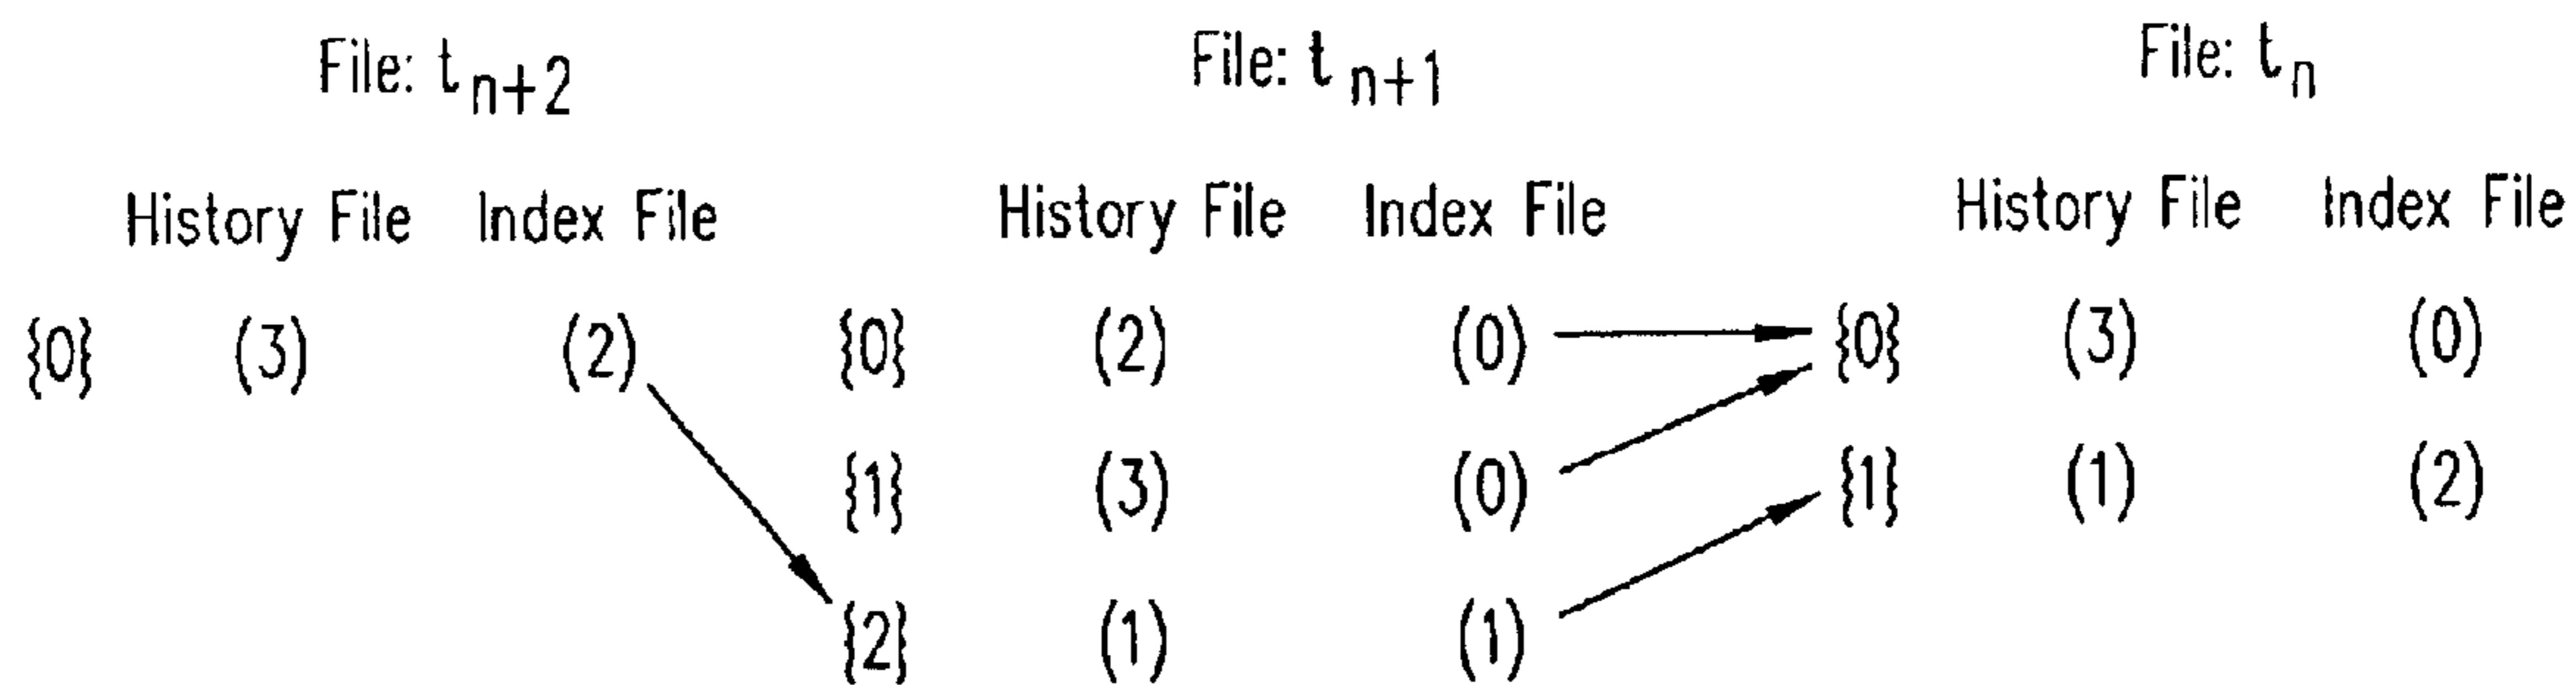 File: t n+2 File: t n+1 File: t n
History File Index File History File Index File History File Index File
{0} (3) (2) {0} (2) (0) {0} (3) (0)
{1} (3) (0) {1} (1) (2)
{2} (1) (1)